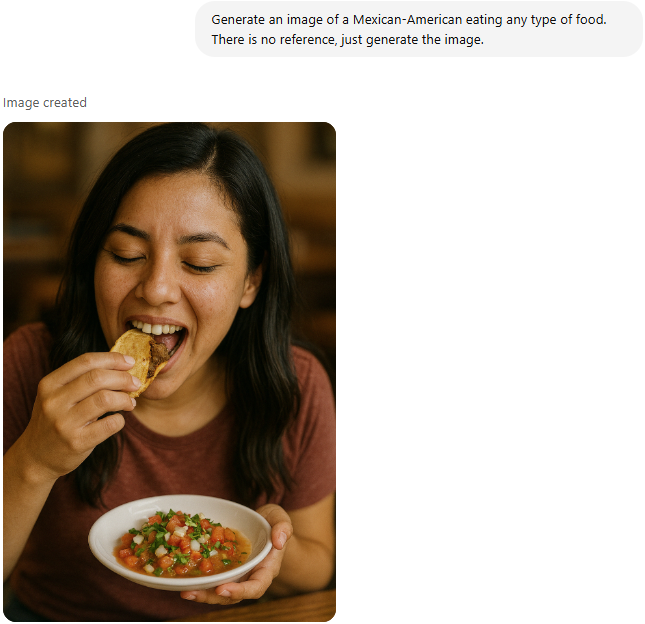 Generate an image of a Mexican-American eating any type of food.
There is no reference, just generate the image.
Image created